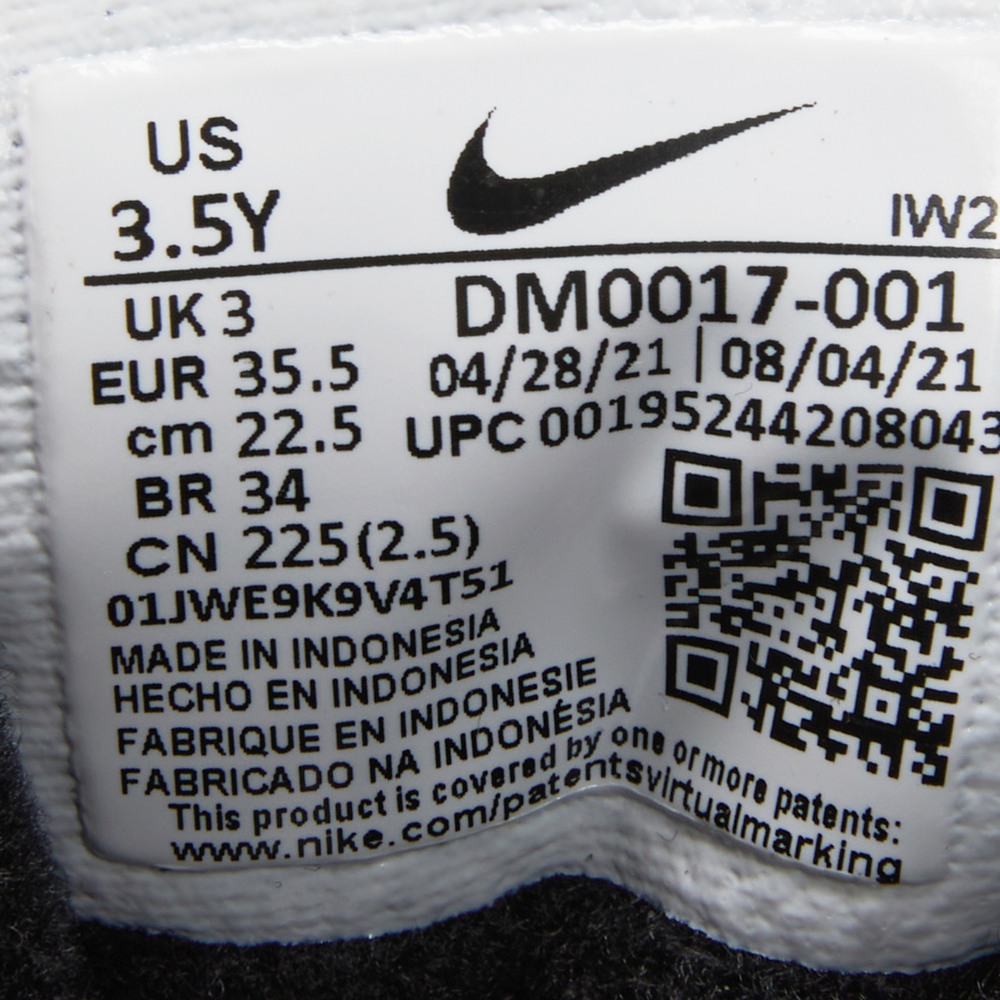 US
3.5Y
IW2
UK 3
DM0017-001
EUR 35.5
04/28/21 | 08/04/21
cm 22.5
UPC 00195244208043
BR 34
CN 225(2.5)
01JWE9K9V4T51
MADE IN INDONESIA
HECHO EN INDONESIA
FABRIQUE EN INDONESIE
FABRICADO NA INDONÉSIA
This product is covered by one or more patents:
www.nike.com/patentsvirtualmarking